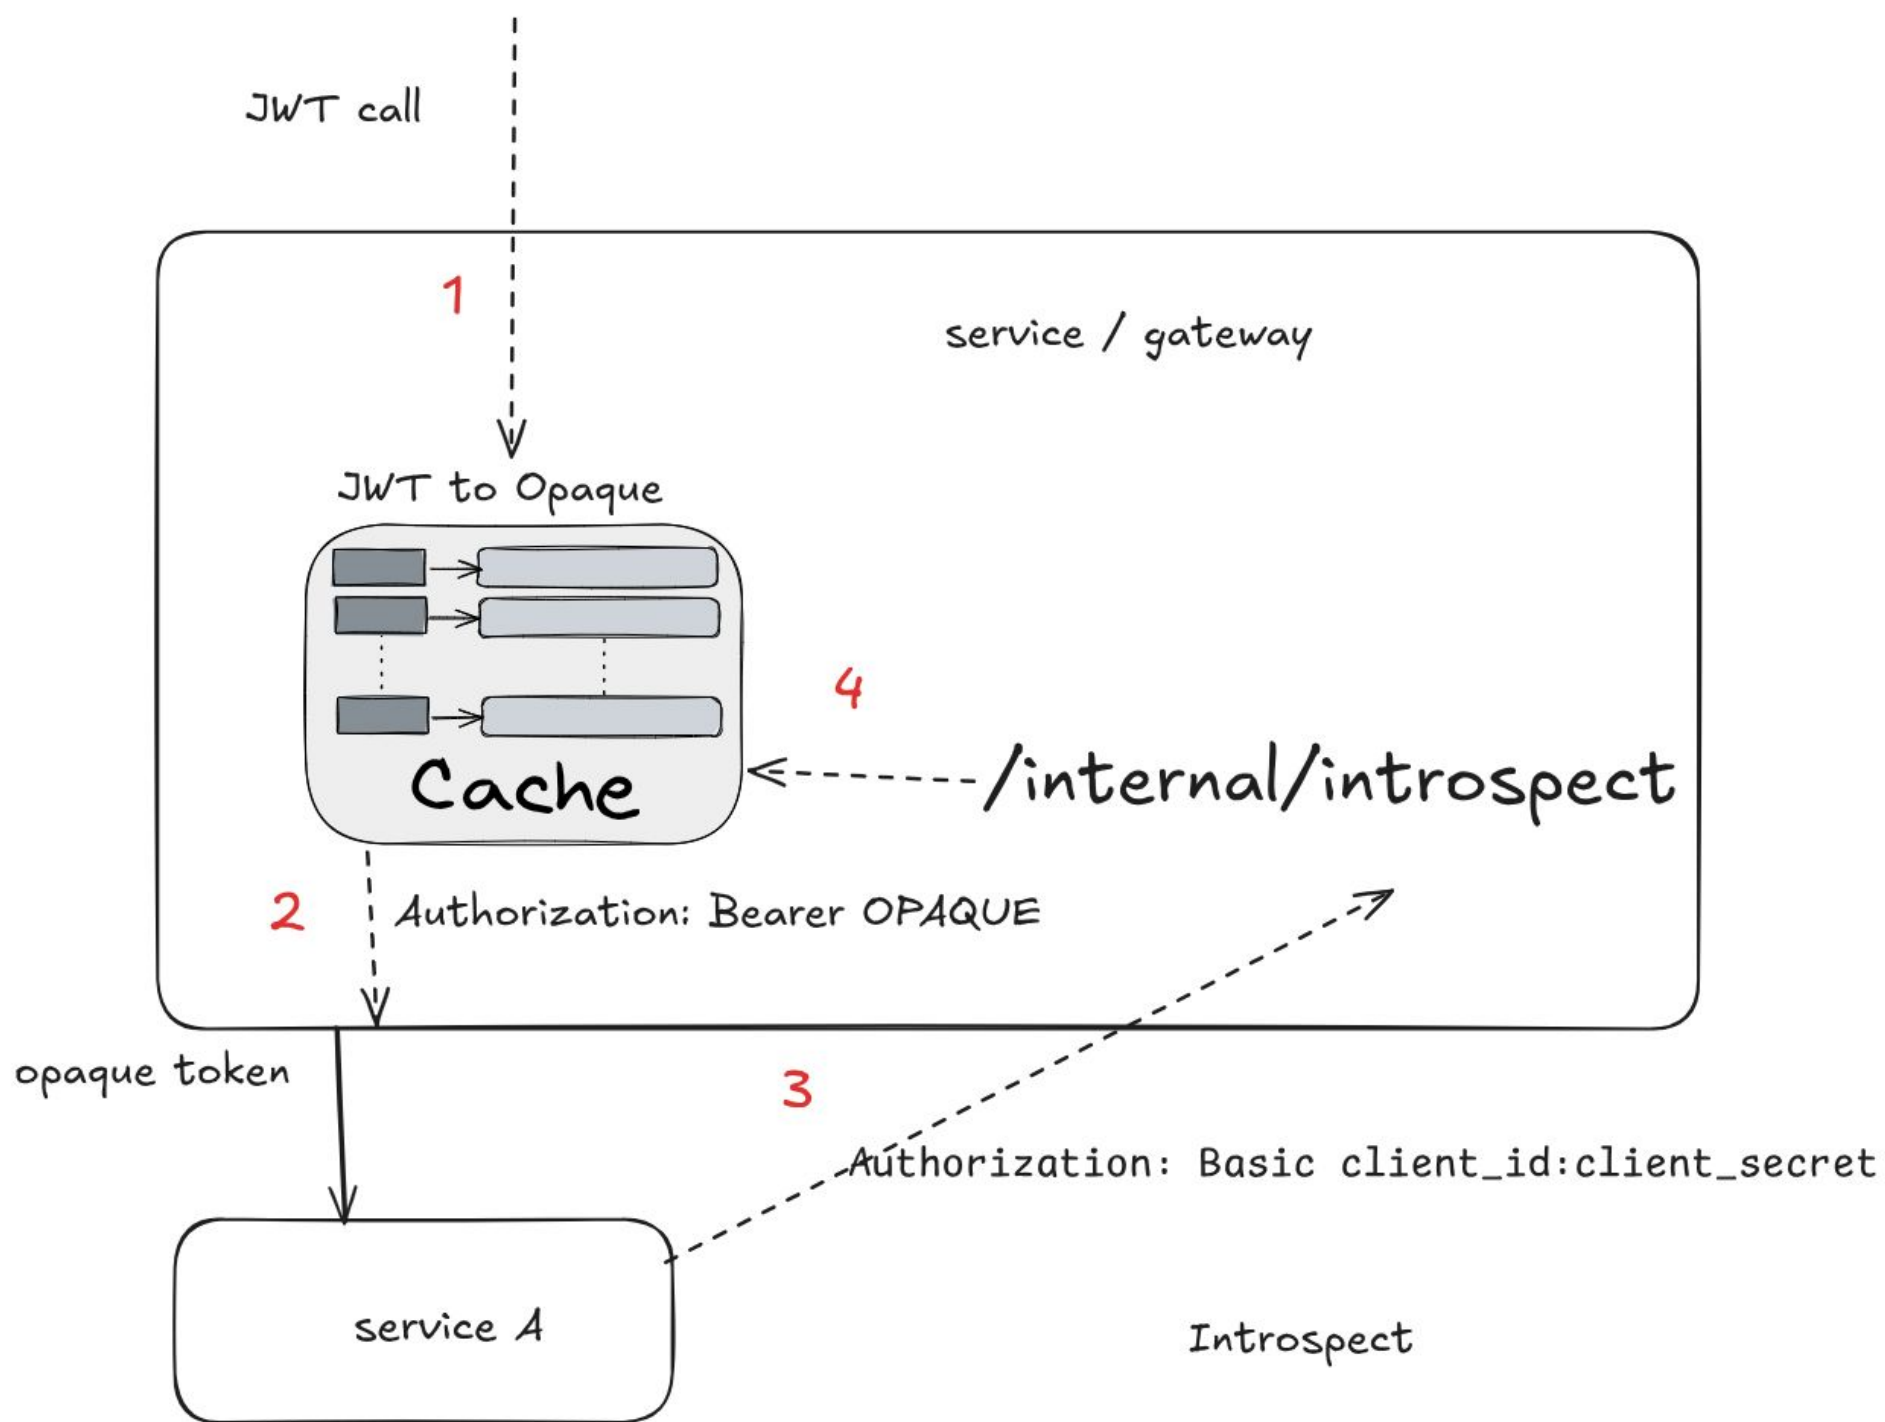 JWT call
1
service / gateway
JWT to Opaque
4
Cache
/internal/introspect
2
Authorization: Bearer OPAQUE
opaque token
3
Authorization: Basic client_id:client_secret
service A
Introspect